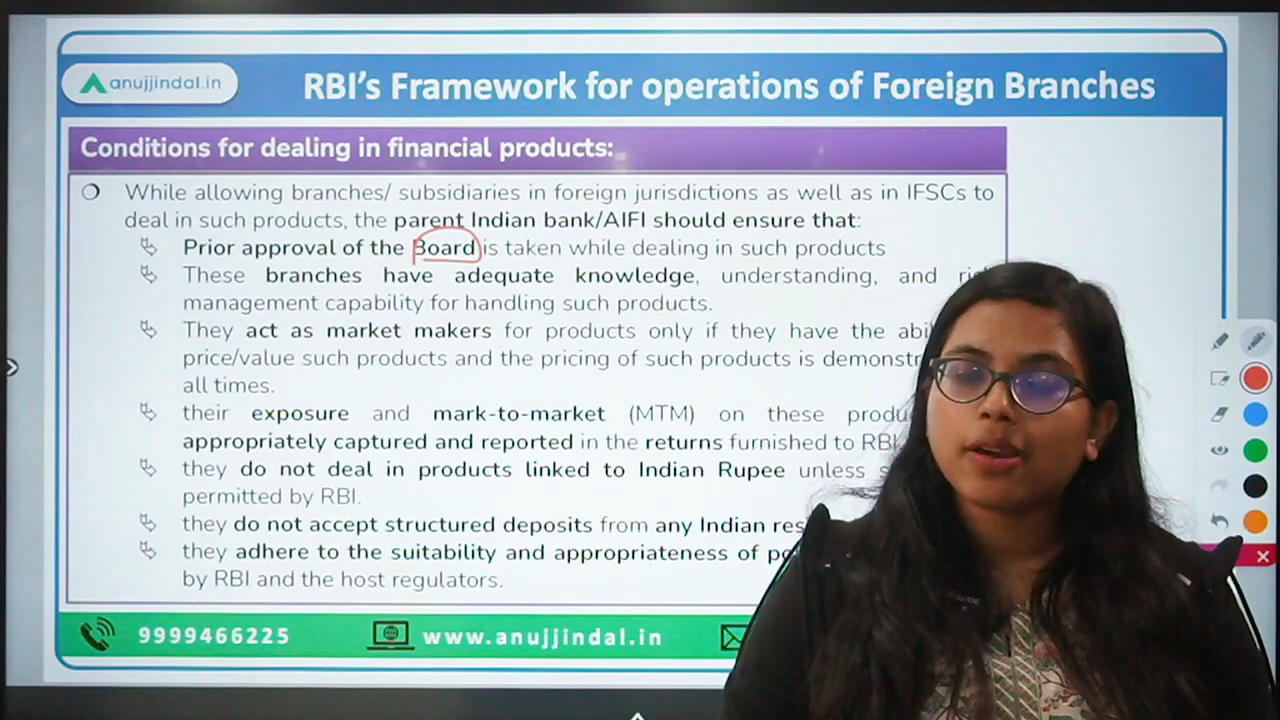 anujjindal.in
RBI's Framework for operations of Foreign Branches
Conditions for dealing in financial products:
While allowing branches/ subsidiaries in foreign jurisdictions as well as in IFSCs to
deal in such products, the parent Indian bank/AIFI should ensure that:
Prior approval of the Board is taken while dealing in such products
These branches have adequate knowledge, understanding, and
management capability for handling such products.
They act as market makers for products only if they have the
price/value such products and the pricing of such products is
all times.
their exposure and mark-to-market (MTM) on these
appropriately captured and reported in the returns furnished to RBI
they do not deal in products linked to Indian Rupee unless
permitted by RBI.
they do not accept structured deposits from any Indian
they adhere to the suitability and appropriateness of
by RBI and the host regulators.
9999466225 www.anujjindal.in